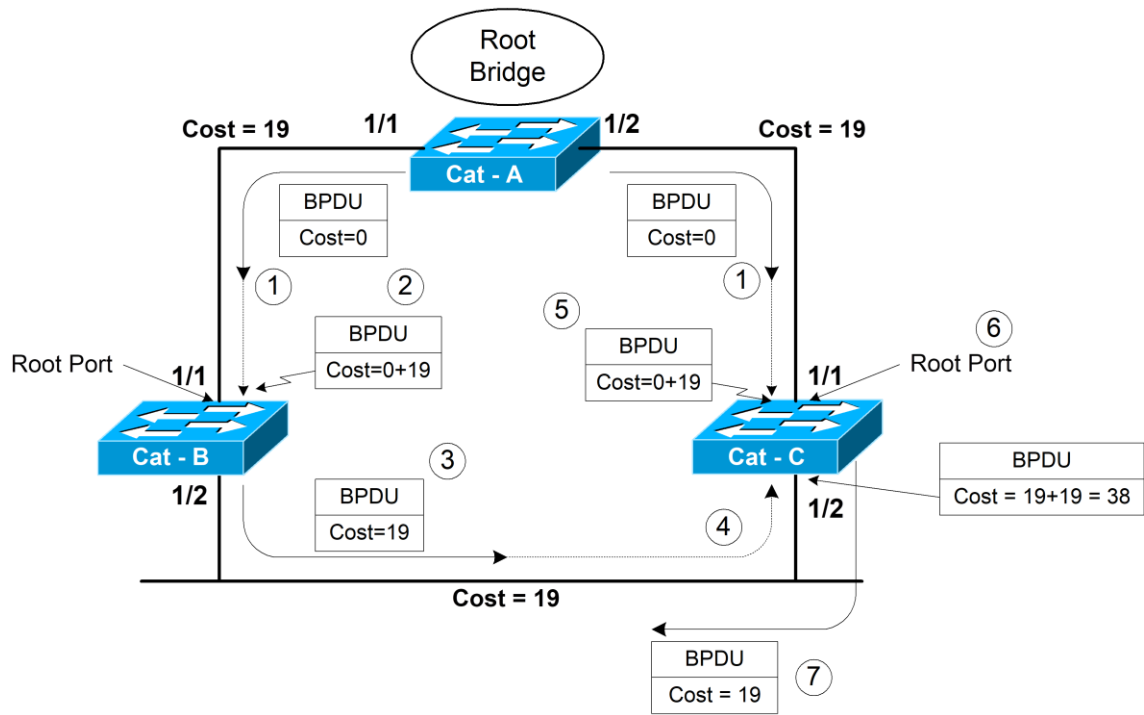 Root
Bridge
Cost = 19
1/1
1/2
Cost = 19
Cat - A
BPDU
Cost=0
BPDU
Cost=0
1
2
5
1
6
BPDU
Cost=0+19
BPDU
Cost=0+19
Root Port
Root Port
1/1
1/1
Cat - B
3
Cat - C
BPDU
Cost = 19+19 = 38
1/2
BPDU
Cost=19
4
1/2
Cost = 19
BPDU
Cost = 19
7